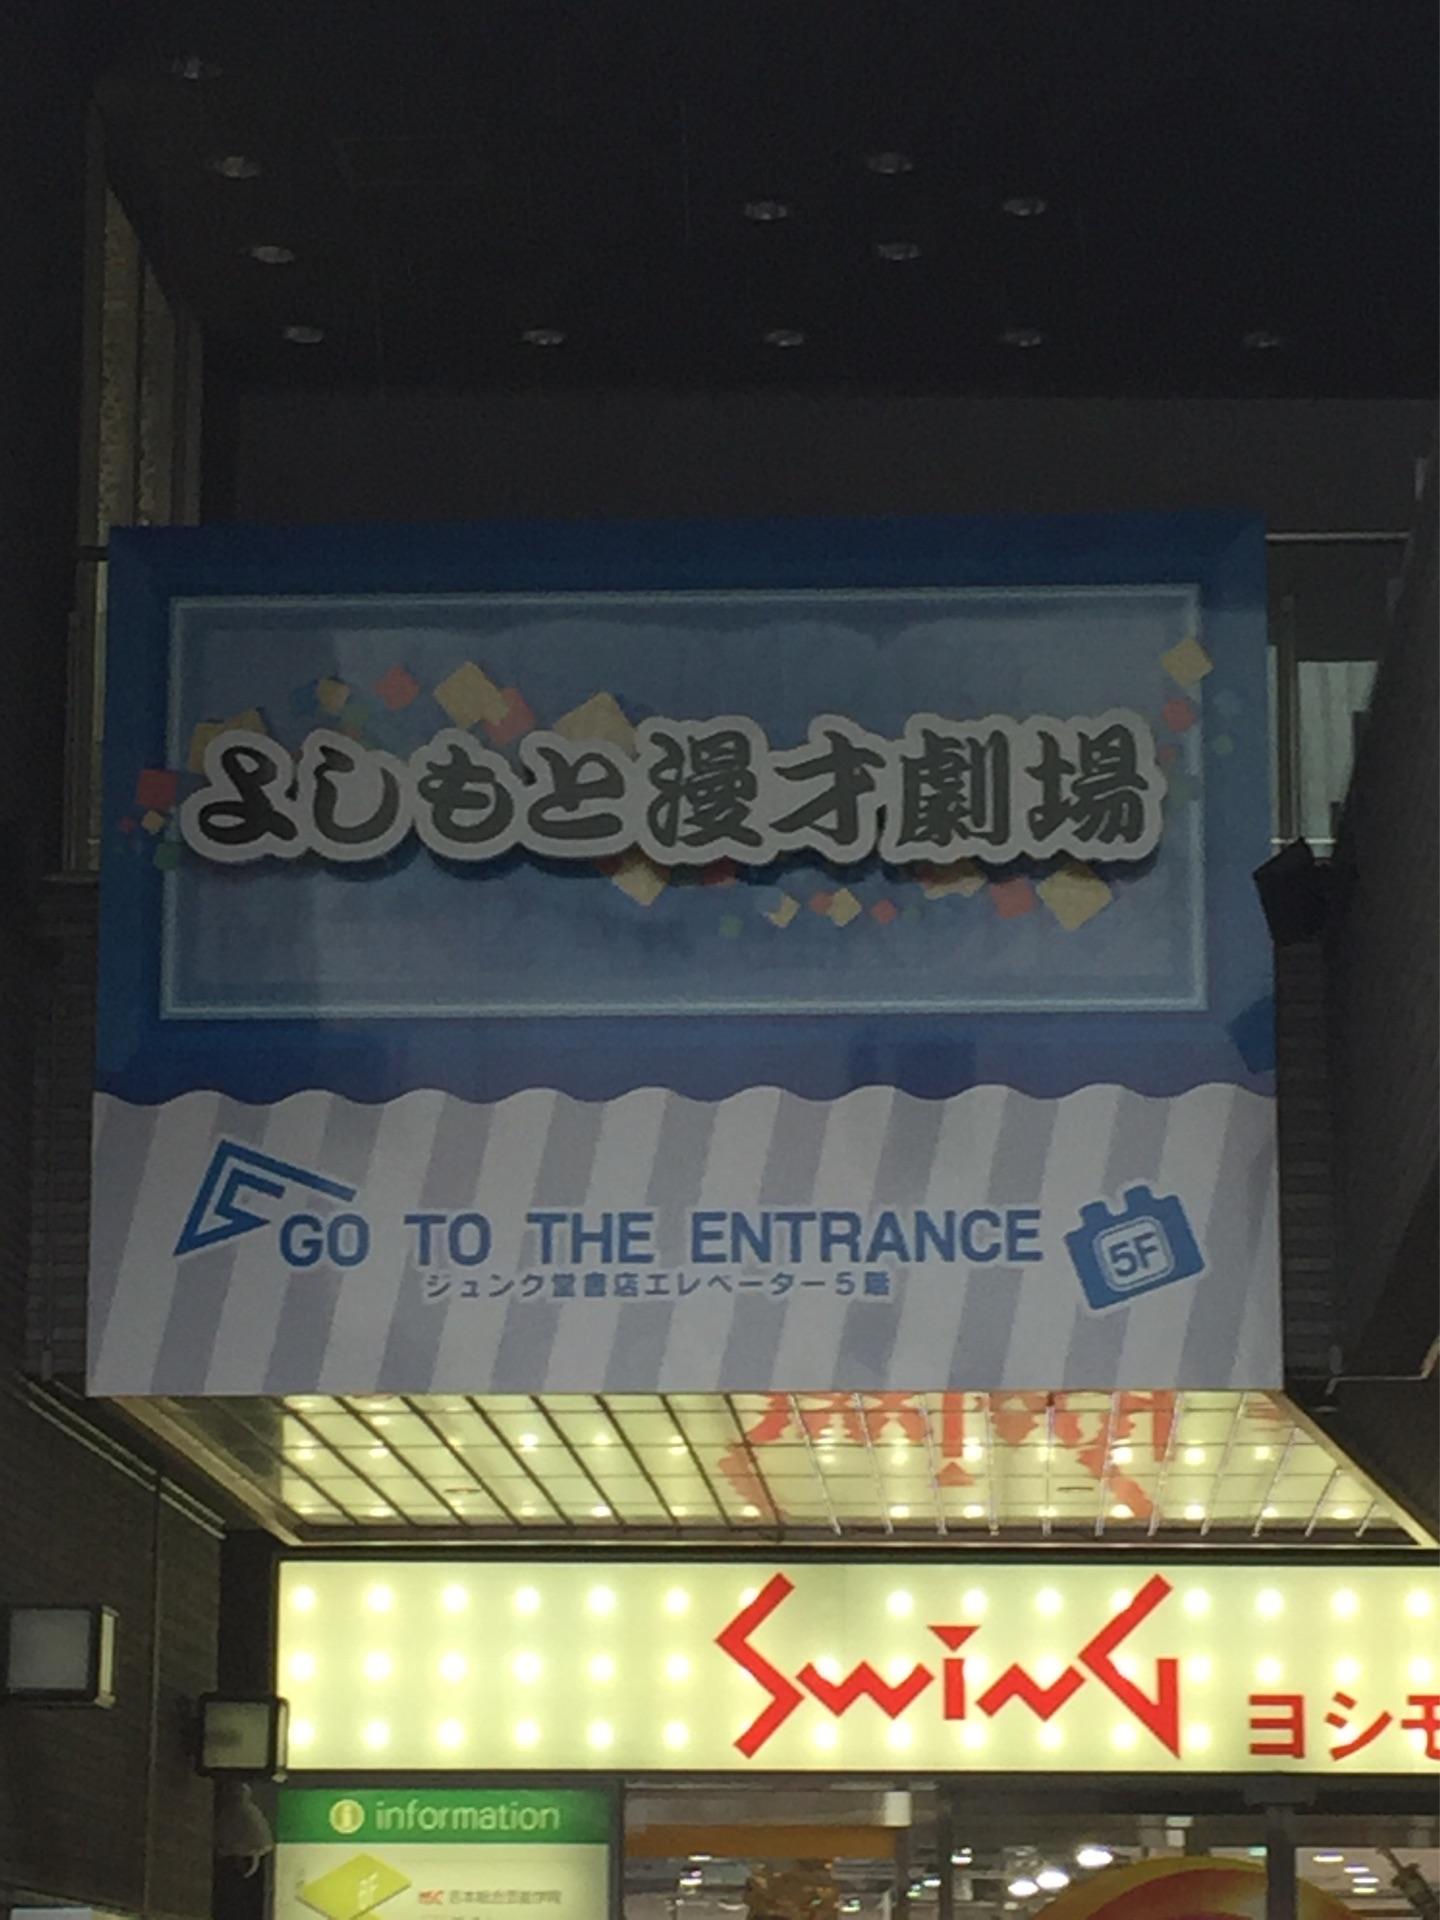 よしもと漫才劇場
GO TO THE ENTRANCE
5F
ジュンク堂書店エレベーター5階
SwinG
ヨシモ
information